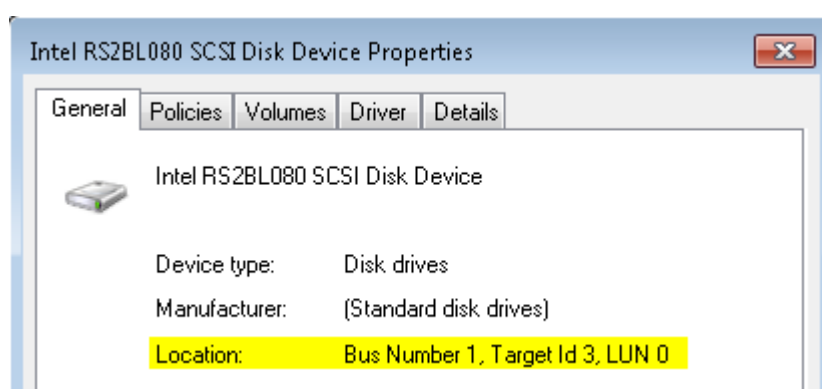 Intel RS2BL080 SCSI Disk Device Properties
General Policies Volumes Driver Details
Intel RS2BL080 SCSI Disk Device
Device type: Disk drives
Manufacturer: (Standard disk drives)
Location: Bus Number 1, Target Id 3, LUN 0